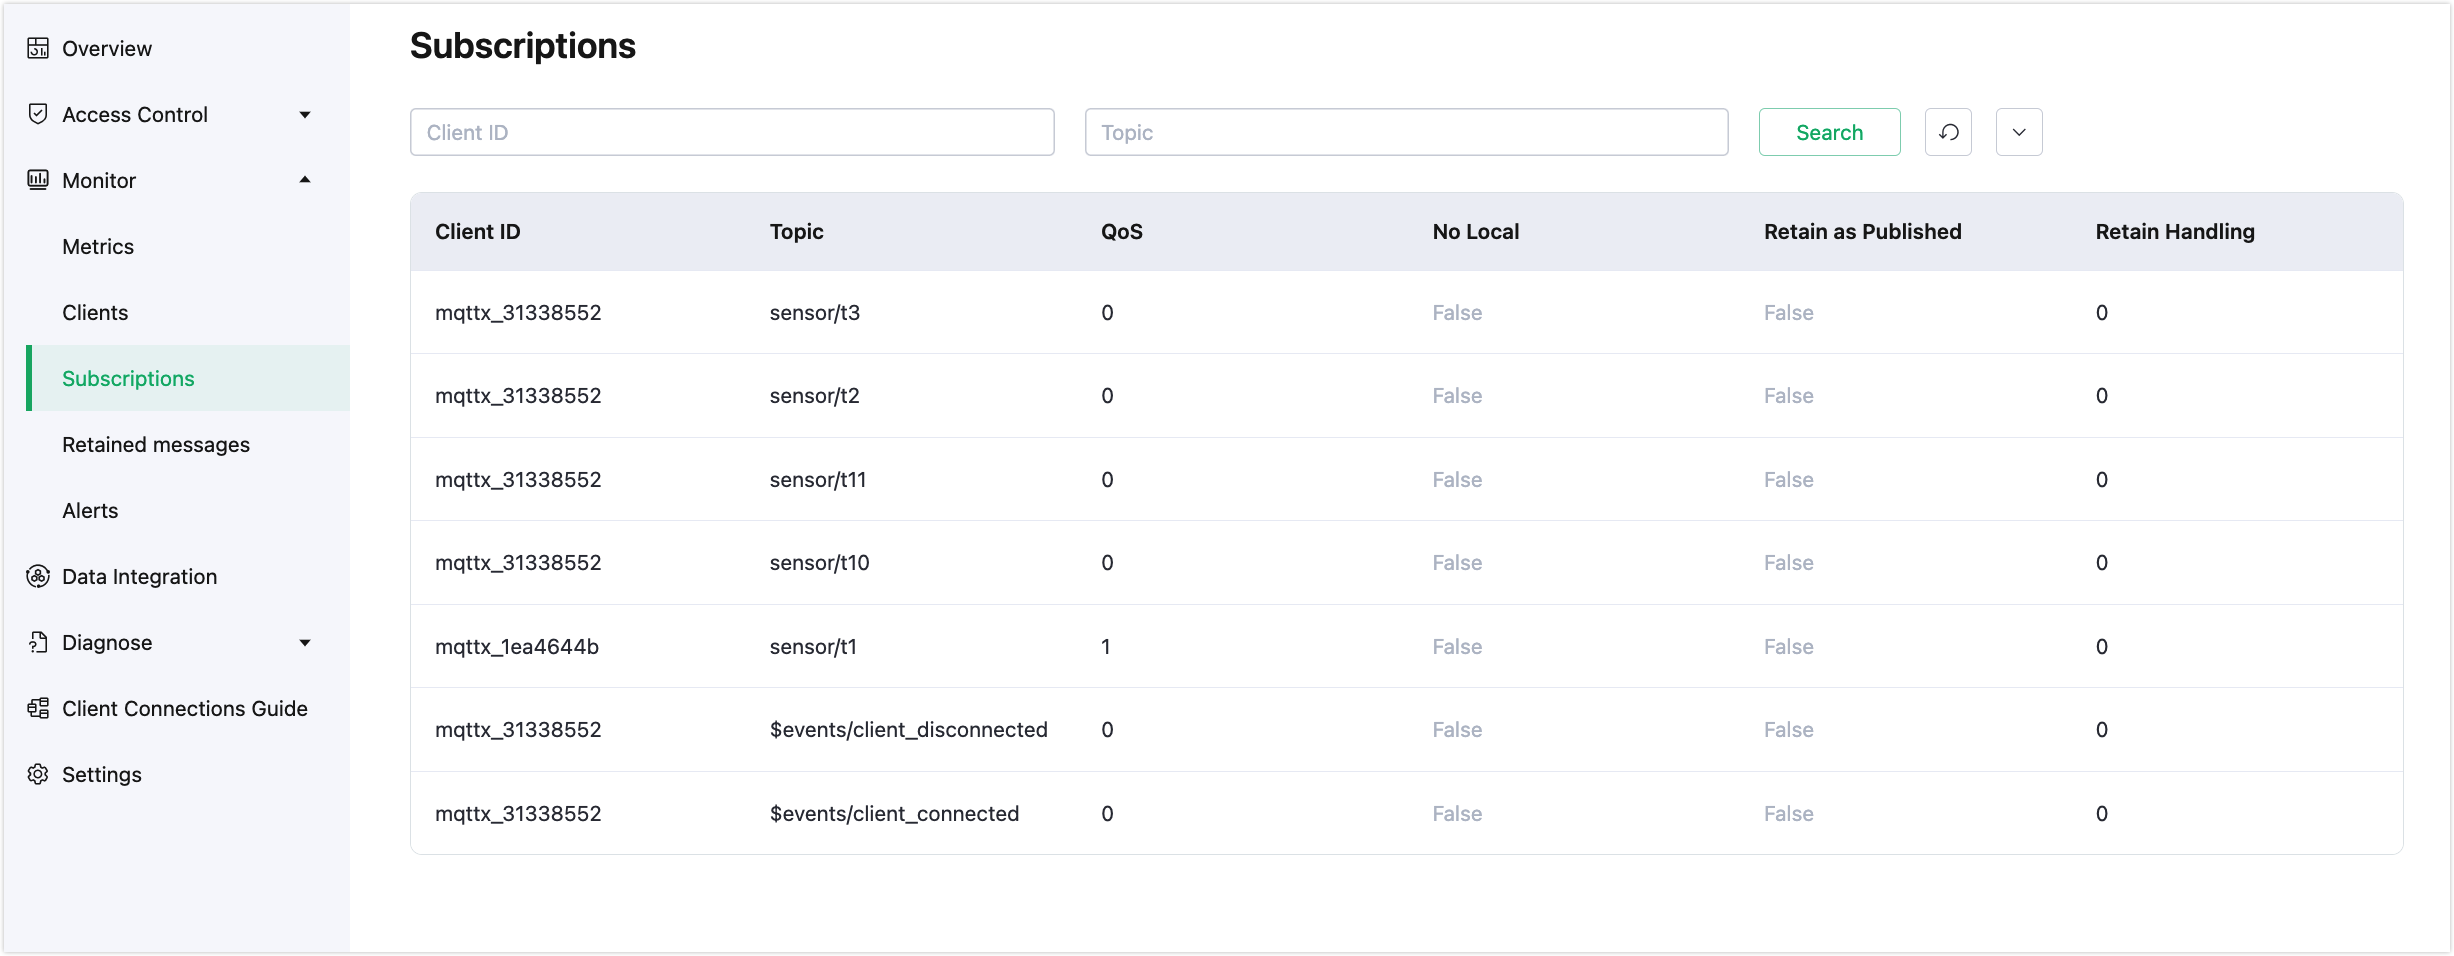 Overview
Access Control
Monitor
Metrics
Clients
Subscriptions
Retained messages
Alerts
Data Integration
Diagnose
Client Connections Guide
Settings
Subscriptions
Client ID Topic Search
Client ID Topic QoS No Local Retain as Published Retain Handling
mqttx_31338552 sensor/t3 0 False False 0
mqttx_31338552 sensor/t2 0 False False 0
mqttx_31338552 sensor/t11 0 False False 0
mqttx_31338552 sensor/t10 0 False False 0
mqttx_1ea4644b sensor/t1 1 False False 0
mqttx_31338552 $events/client_disconnected 0 False False 0
mqttx_31338552 $events/client_connected 0 False False 0